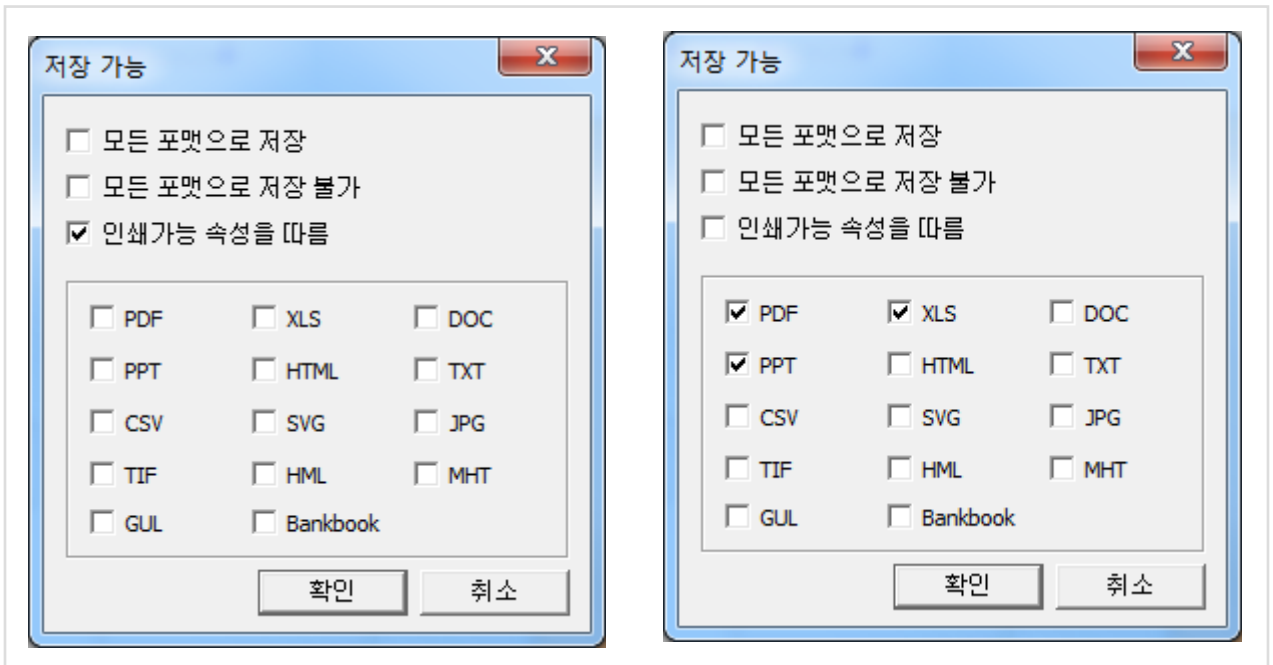 저장 가능
모든 포맷으로 저장
모든 포맷으로 저장 불가
인쇄가능 속성을 따름
PDF XLS DOC
PPT HTML TXT
CSV SVG JPG
TIF HML MHT
GUL Bankbook
확인 취소
저장 가능
모든 포맷으로 저장
모든 포맷으로 저장 불가
인쇄가능 속성을 따름
PDF XLS DOC
PPT HTML TXT
CSV SVG JPG
TIF HML MHT
GUL Bankbook
확인 취소